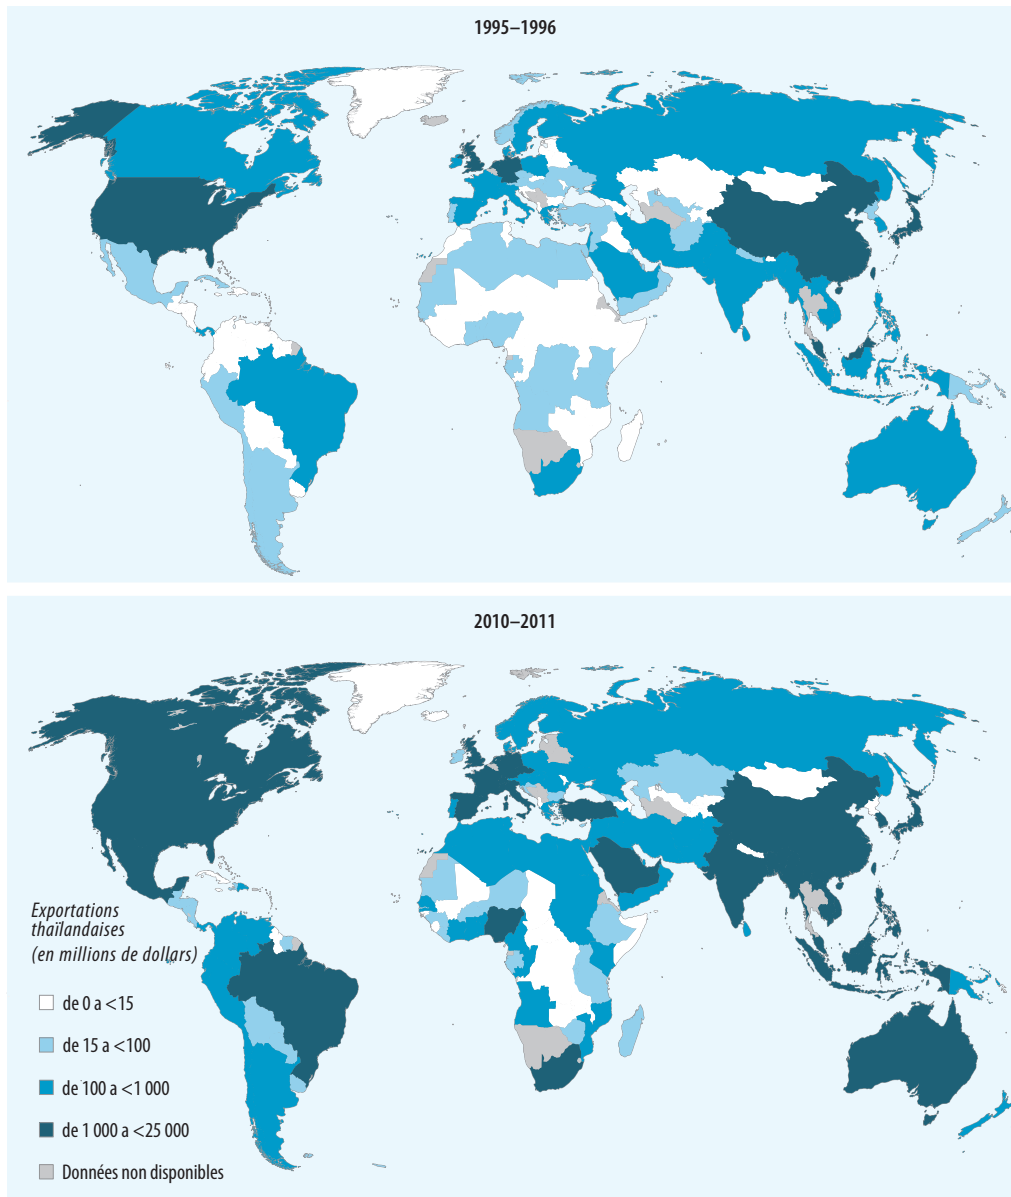 1995–1996
2010–2011
Exportations
thaïlandaises
(en millions de dollars)
de 0 a <15
de 15 a <100
de 100 a <1 000
de 1 000 a <25 000
Données non disponibles